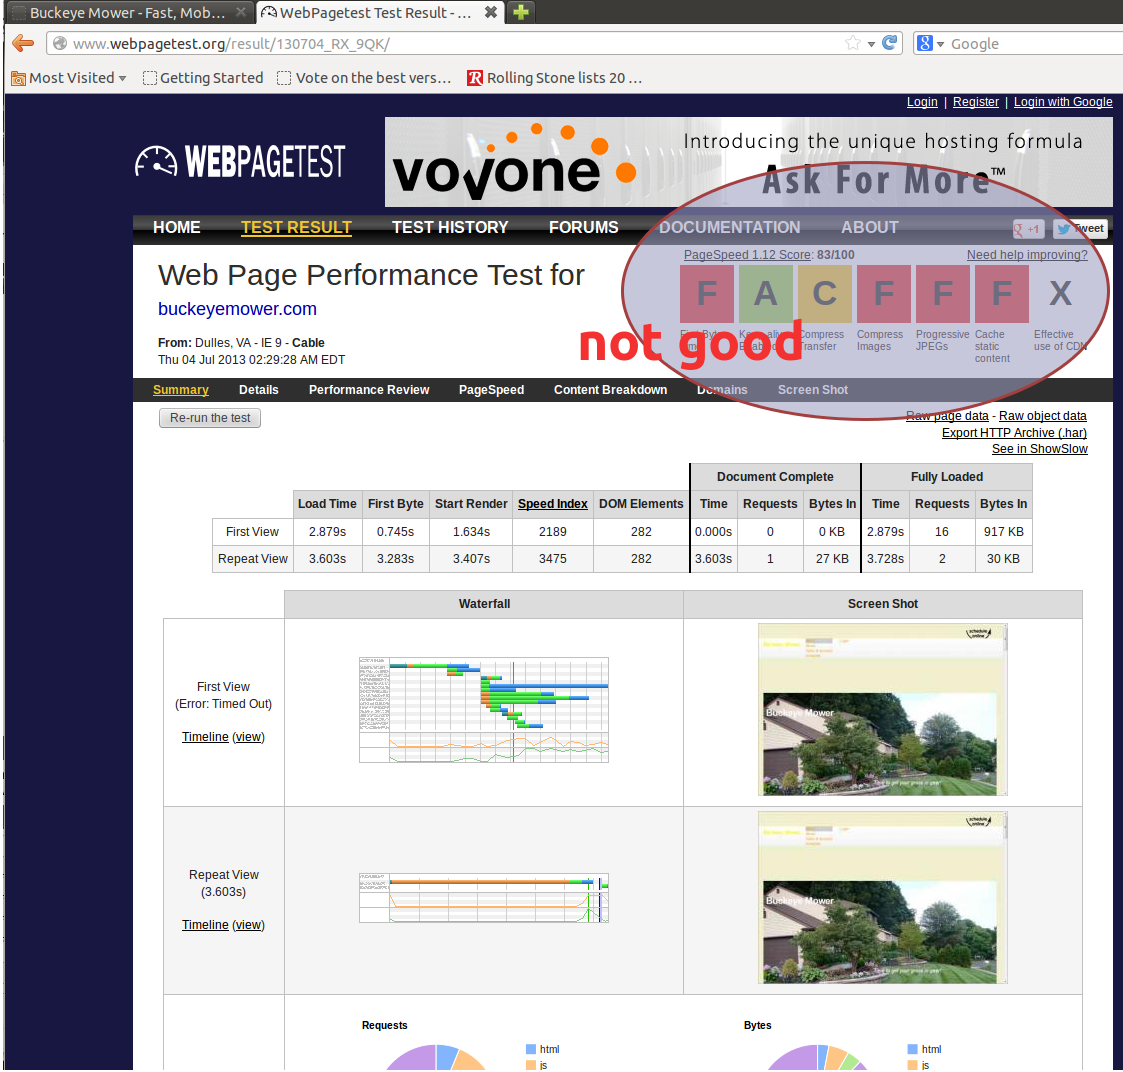 Buckeye Mower - Fast, Mob...
WebPagetest Test Result - ...
www.webpagetest.org/result/130704_RX_9QK/
Google
Most Visited
Getting Started
Vote on the best vers...
Rolling Stone lists 20 ...
Login | Register | Login with Google
WEBPAGETEST
vovone
Introducing the unique hosting formula
Ask For More™
HOME TEST RESULT TEST HISTORY FORUMS DOCUMENTATION ABOUT
+1
Tweet
Web Page Performance Test for
buckeyemower.com
From: Dulles, VA - IE 9 - Cable
Thu 04 Jul 2013 02:29:28 AM EDT
PageSpeed 1.12 Score: 83/100
Need help improving?
F A C F F F X
First Byte Time
Keep-alive Enabled
Compress Transfer
Compress Images
Progressive JPEGs
Cache static content
Effective use of CDN
not good
Summary Details Performance Review PageSpeed Content Breakdown Domains Screen Shot
Re-run the test
Raw page data - Raw object data
Export HTTP Archive (.har)
See in ShowSlow
Document Complete Fully Loaded
Load Time First Byte Start Render Speed Index DOM Elements Time Requests Bytes In Time Requests Bytes In
First View 2.879s 0.745s 1.634s 2189 282 0.000s 0 0 KB 2.879s 16 917 KB
Repeat View 3.603s 3.283s 3.407s 3475 282 3.603s 1 27 KB 3.728s 2 30 KB
Waterfall Screen Shot
First View
(Error: Timed Out)
Timeline (view)
schedule
online
Buckeye Mower
Repeat View
(3.603s)
Timeline (view)
schedule
online
Buckeye Mower
Requests
html
js
Bytes
html
js